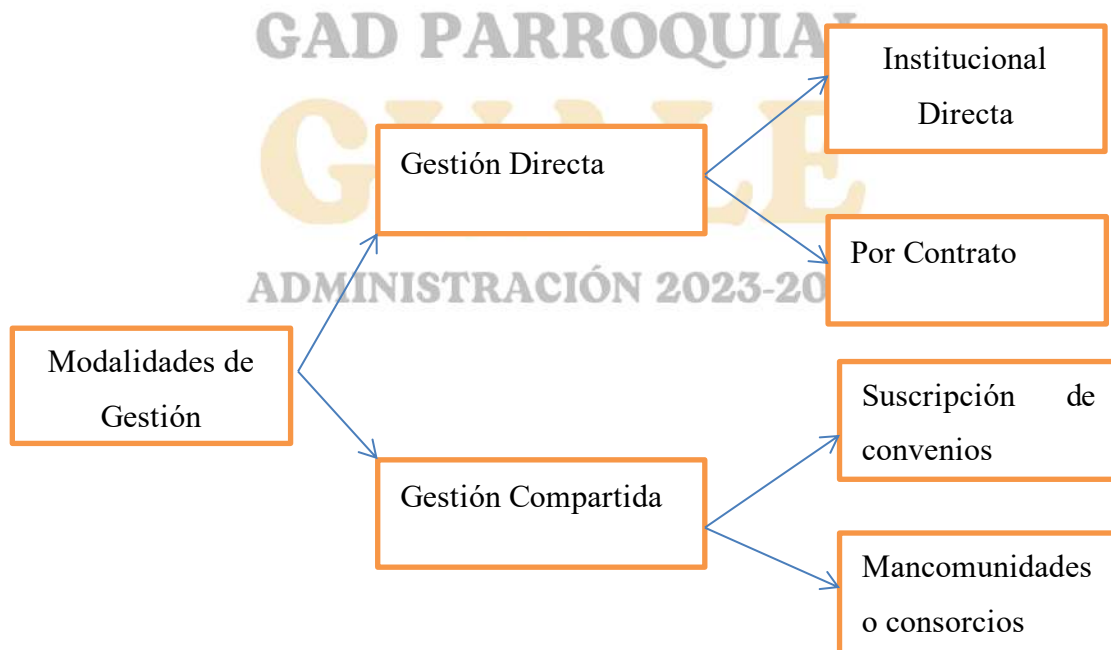 GAD PARROQUIAL
Institucional
Directa
Gestión Directa
Por Contrato
ADMINISTRACIÓN 2023-20
Modalidades de
Gestión
Suscripción de
convenios
Gestión Compartida
Mancomunidades
o consorcios